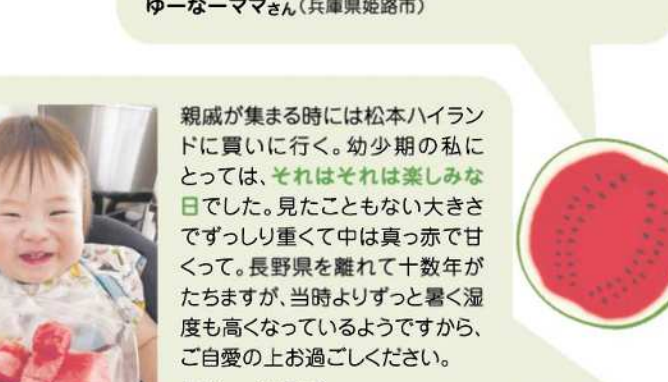 ゆーなーママさん(兵庫県姫路市)
親戚が集まる時には松本ハイラン
ドに買いに行く。幼少期の私に
とっては、それはそれは楽しみな
日でした。見たこともない大きさ
でずっしり重くて中は真っ赤で甘
くって。長野県を離れて十数年が
たちますが、当時よりずっと暑く湿
度も高くなっているようですから、
ご自愛の上お過ごしください。